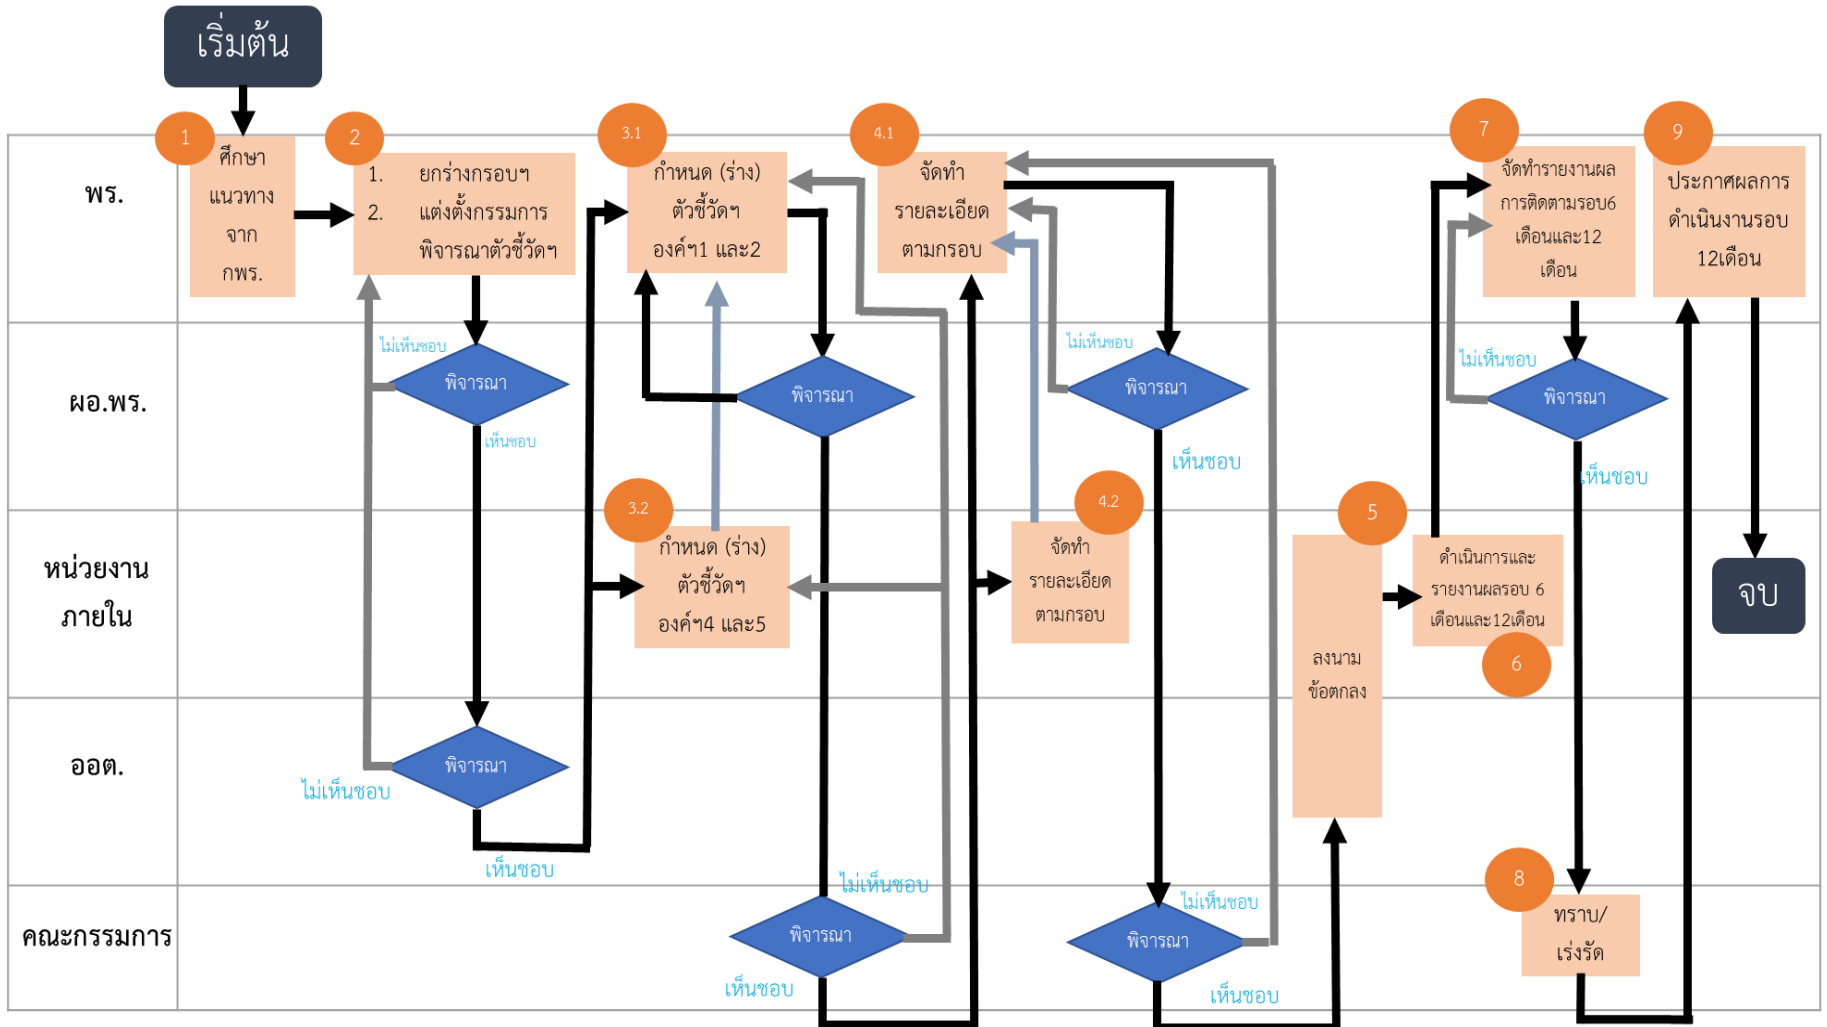 เริ่มต้น
พร.
1
ศึกษา
แนวทาง
จาก
กพร.
2
1. ยกร่างกรอบฯ
2. แต่งตั้งกรรมการ
พิจารณาตัวชี้วัดฯ
3.1
กำหนด (ร่าง)
ตัวชี้วัดฯ
องค์ฯ1 และ2
4.1
จัดทำ
รายละเอียด
ตามกรอบ
7
จัดทำรายงานผล
การติดตามรอบ6
เดือนและ12
เดือน
9
ประกาศผลการ
ดำเนินงานรอบ
12เดือน
ผอ.พร.
ไม่เห็นชอบ
พิจารณา
เห็นชอบ
พิจารณา
ไม่เห็นชอบ
พิจารณา
เห็นชอบ
ไม่เห็นชอบ
พิจารณา
เห็นชอบ
หน่วยงาน
ภายใน
3.2
กำหนด (ร่าง)
ตัวชี้วัดฯ
องค์ฯ4 และ5
4.2
จัดทำ
รายละเอียด
ตามกรอบ
5
ลงนาม
ข้อตกลง
ดำเนินการและ
รายงานผลรอบ 6
เดือนและ12เดือน
6
จบ
ออต.
พิจารณา
ไม่เห็นชอบ
เห็นชอบ
คณะกรรมการ
ไม่เห็นชอบ
พิจารณา
เห็นชอบ
ไม่เห็นชอบ
พิจารณา
เห็นชอบ
8
ทราบ/
เร่งรัด